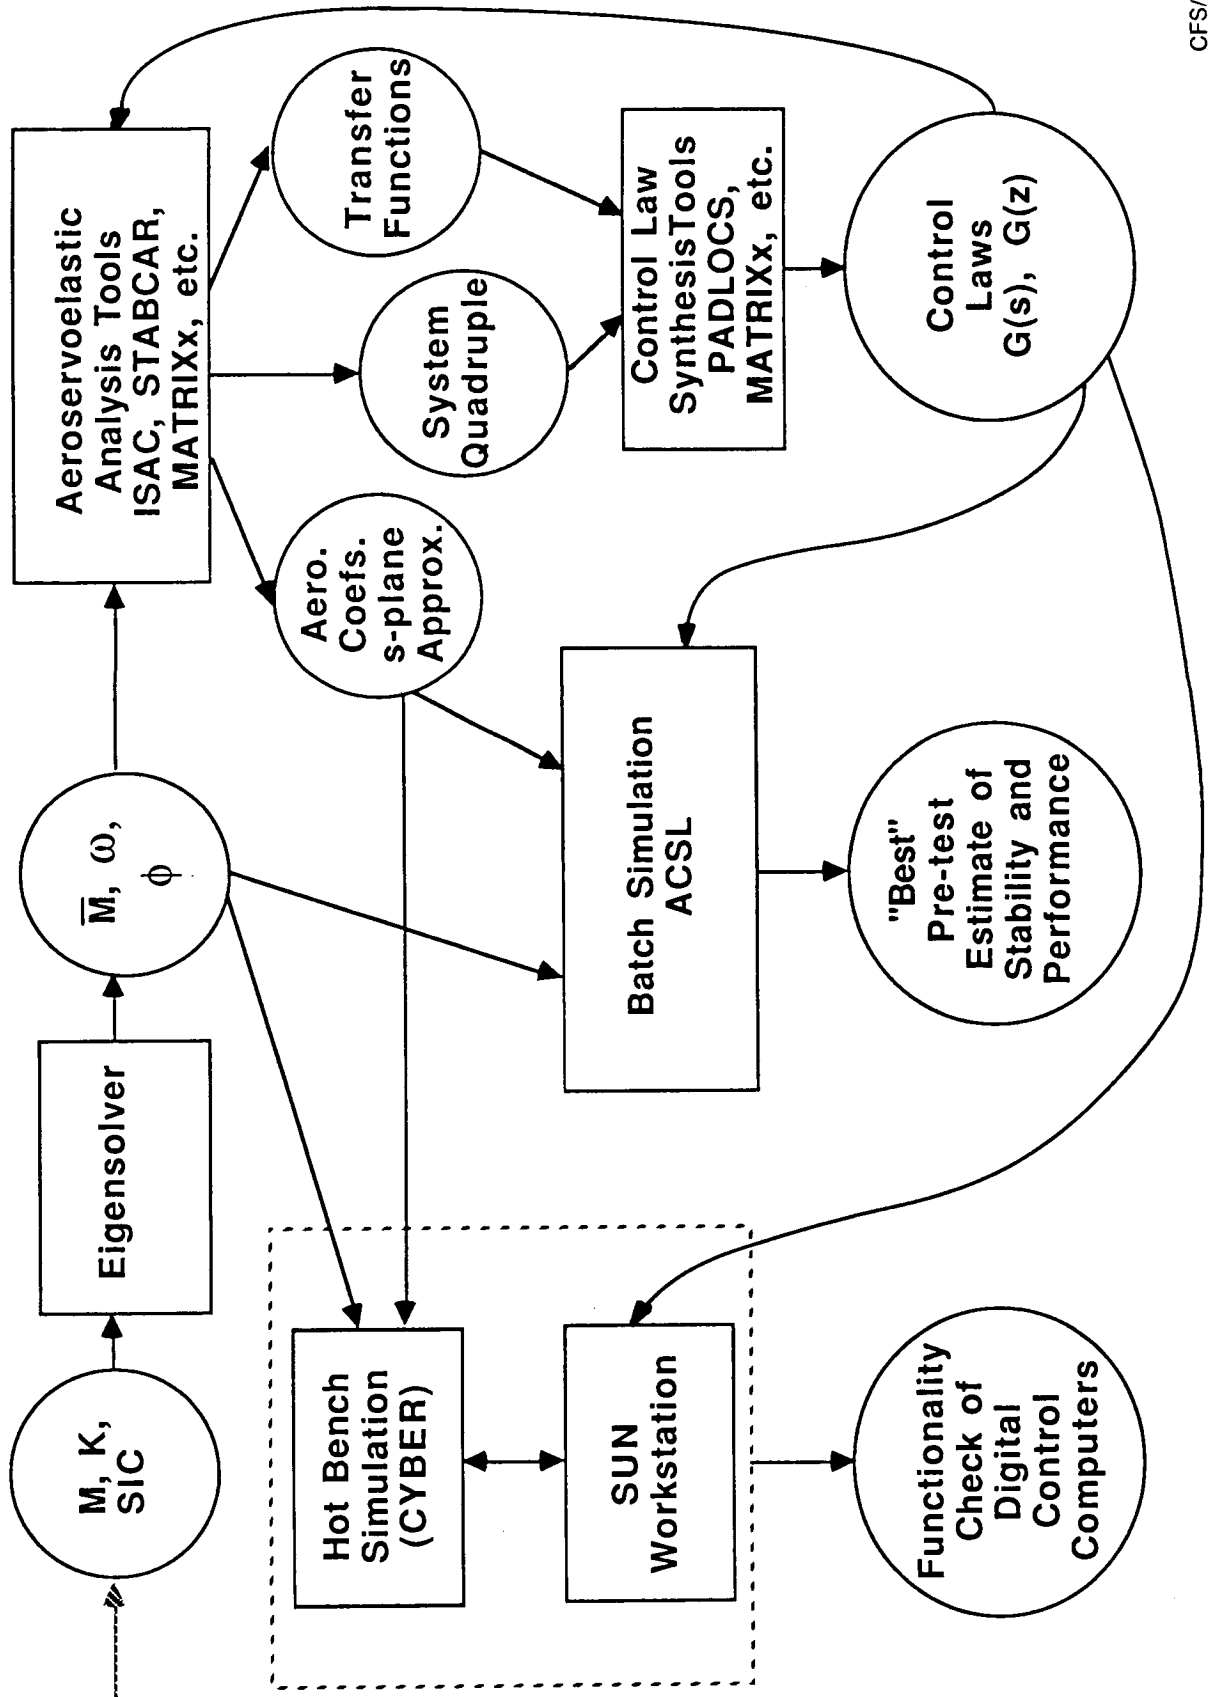 M, K,
SIC
Eigensolver
M̅, ω,
ϕ
Aeroservoelastic
Analysis Tools
ISAC, STABCAR,
MATRIXx, etc.
Hot Bench
Simulation
(CYBER)
Aero.
Coefs.
s-plane
Approx.
System
Quadruple
Transfer
Functions
SUN
Workstation
Batch Simulation
ACSL
Control Law
SynthesisTools
PADLOCS,
MATRIXx, etc.
Functionality
Check of
Digital
Control
Computers
"Best"
Pre-test
Estimate of
Stability and
Performance
Control
Laws
G(s), G(z)
CFS/